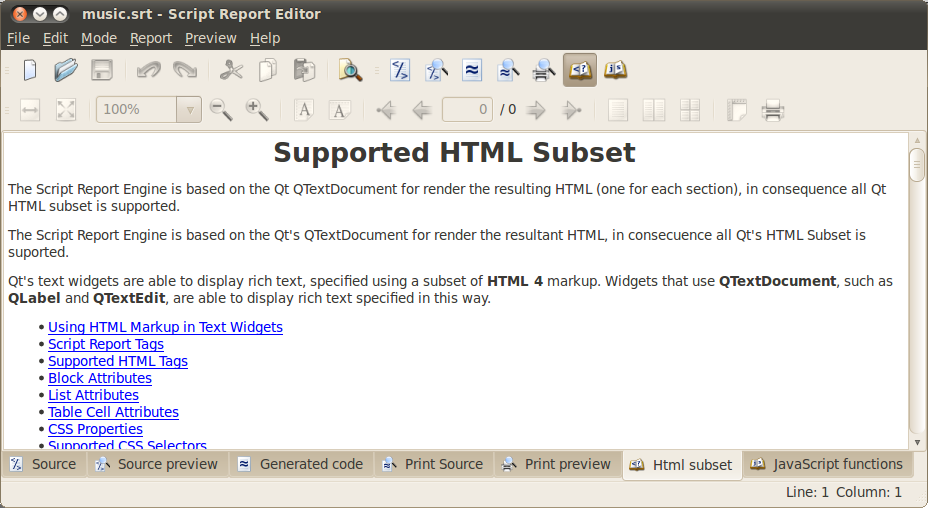 music.srt - Script Report Editor
File Edit Mode Report Preview Help
100% 0 / 0
Supported HTML Subset
The Script Report Engine is based on the Qt QTextDocument for render the resulting HTML (one for each section), in consequence all Qt
HTML subset is supported.
The Script Report Engine is based on the Qt's QTextDocument for render the resultant HTML, in consecuence all Qt's HTML Subset is
suported.
Qt's text widgets are able to display rich text, specified using a subset of HTML 4 markup. Widgets that use QTextDocument, such as
QLabel and QTextEdit, are able to display rich text specified in this way.
• Using HTML Markup in Text Widgets
• Script Report Tags
• Supported HTML Tags
• Block Attributes
• List Attributes
• Table Cell Attributes
• CSS Properties
• Supported CSS Selectors
Source Source preview Generated code Print Source Print preview Html subset JavaScript functions
Line: 1 Column: 1